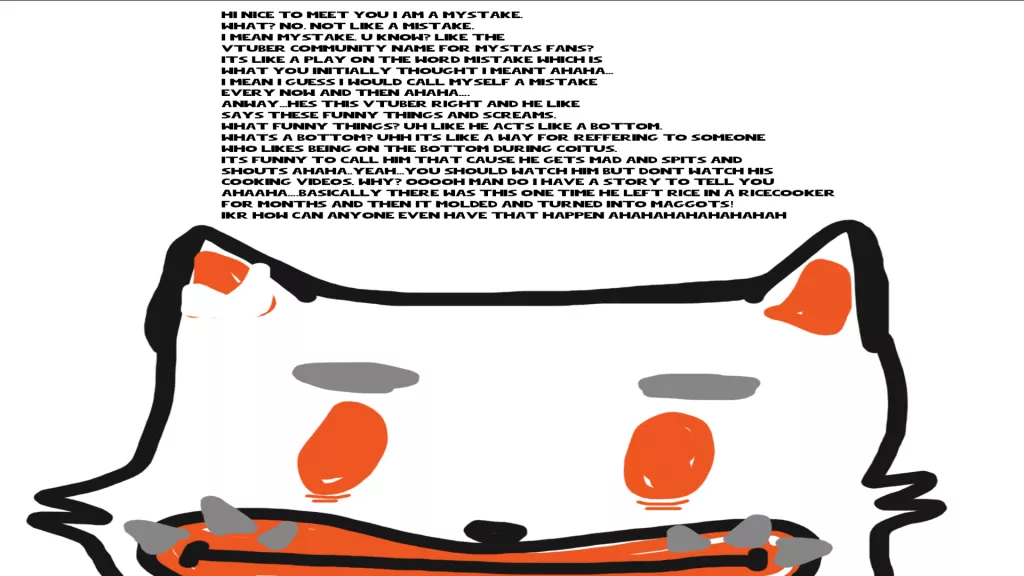 HI NICE TO MEET YOU I AM A MYSTAKE.
WHAT? NO. NOT LIKE A MISTAKE.
I MEAN MYSTAKE. U KNOW? LIKE THE
VTUBER COMMUNITY NAME FOR MYSTAS FANS?
ITS LIKE A PLAY ON THE WORD MISTAKE WHICH IS
WHAT YOU INITIALLY THOUGHT I MEANT AHAHA...
I MEAN I GUESS I WOULD CALL MYSELF A MISTAKE
EVERY NOW AND THEN AHAHA....
ANWAY...HES THIS VTUBER RIGHT AND HE LIKE
SAYS THESE FUNNY THINGS AND SCREAMS.
WHAT FUNNY THINGS? UH LIKE HE ACTS LIKE A BOTTOM.
WHATS A BOTTOM? UHH ITS LIKE A WAY FOR REFFERING TO SOMEONE
WHO LIKES BEING ON THE BOTTOM DURING COITUS.
ITS FUNNY TO CALL HIM THAT CAUSE HE GETS MAD AND SPITS AND
SHOUTS AHAHA..YEAH...YOU SHOULD WATCH HIM BUT DONT WATCH HIS
COOKING VIDEOS. WHY? OOOOH MAN DO I HAVE A STORY TO TELL YOU
AHAAHA....BASICALLY THERE WAS THIS ONE TIME HE LEFT RICE IN A RICECOOKER
FOR MONTHS AND THEN IT MOLDED AND TURNED INTO MAGGOTS!
IKR HOW CAN ANYONE EVEN HAVE THAT HAPPEN AHAHAHAHAHAHAHAH